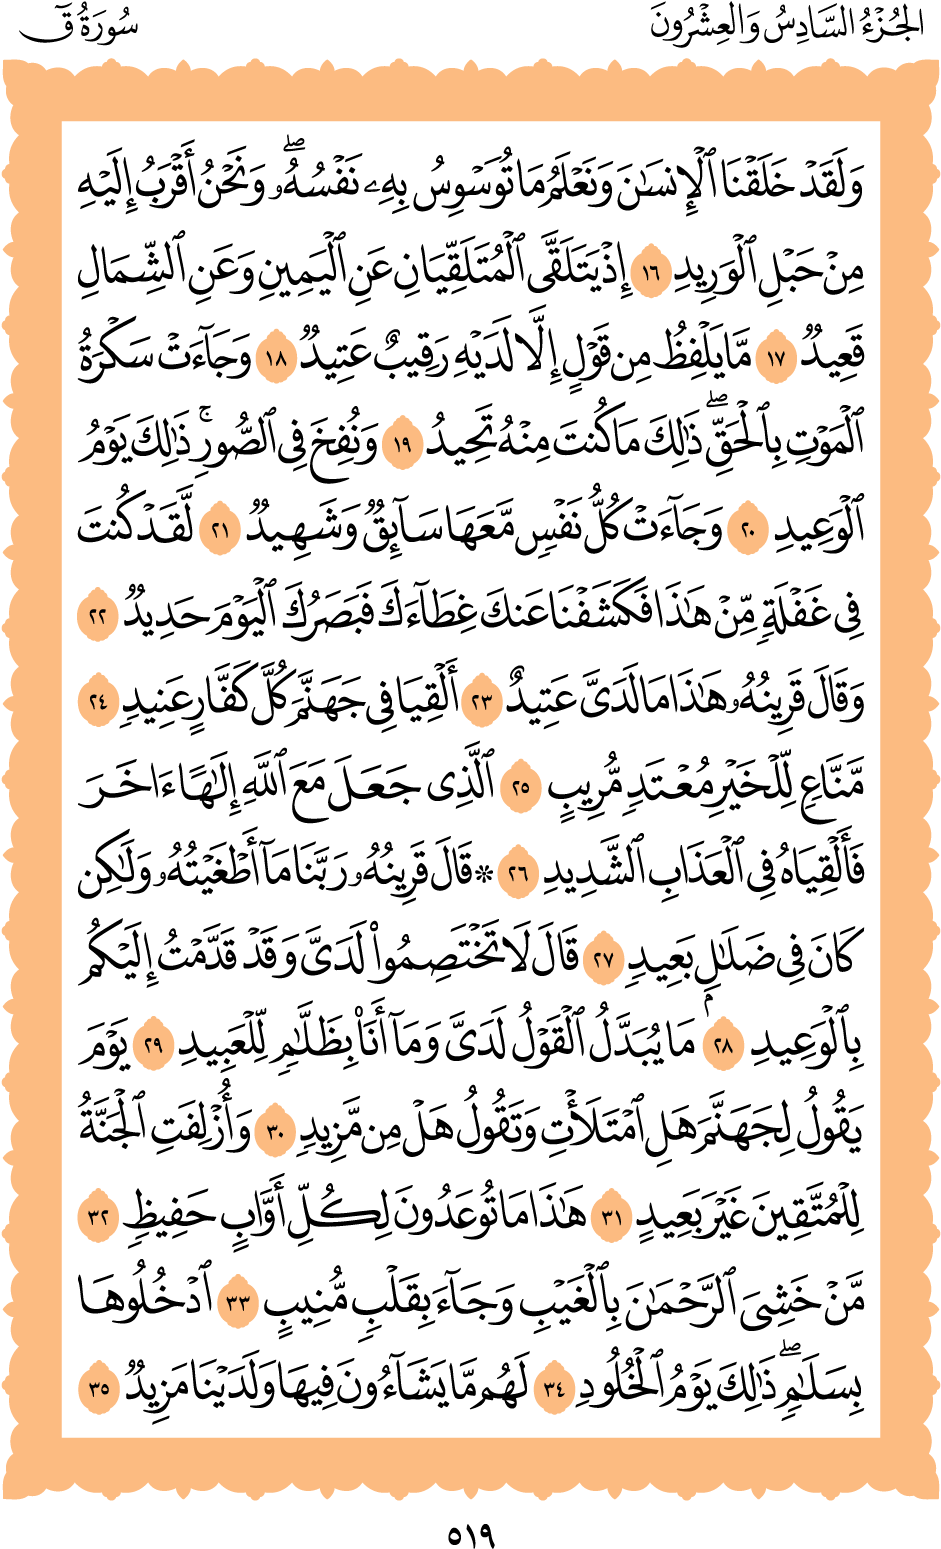 الجُزْءُ السَّادِسُ وَالعِشْرُونَ
سُورَةُ قٓ
وَلَقَدۡ خَلَقۡنَا ٱلۡإِنسَٰنَ وَنَعۡلَمُ مَا تُوَسۡوِسُ بِهِۦ نَفۡسُهُۥۖ وَنَحۡنُ أَقۡرَبُ إِلَيۡهِ
مِنۡ حَبۡلِ ٱلۡوَرِيدِ ١٦ إِذۡ يَتَلَقَّى ٱلۡمُتَلَقِّيَانِ عَنِ ٱلۡيَمِينِ وَعَنِ ٱلشِّمَالِ
قَعِيدٞ ١٧ مَّا يَلۡفِظُ مِن قَوۡلٍ إِلَّا لَدَيۡهِ رَقِيبٌ عَتِيدٞ ١٨ وَجَآءَتۡ سَكۡرَةُ
ٱلۡمَوۡتِ بِٱلۡحَقِّۖ ذَٰلِكَ مَا كُنتَ مِنۡهُ تَحِيدُ ١٩ وَنُفِخَ فِي ٱلصُّورِۚ ذَٰلِكَ يَوۡمُ
ٱلۡوَعِيدِ ٢٠ وَجَآءَتۡ كُلُّ نَفۡسٖ مَّعَهَا سَآئِقٞ وَشَهِيدٞ ٢١ لَّقَدۡ كُنتَ
فِي غَفۡلَةٖ مِّنۡ هَٰذَا فَكَشَفۡنَا عَنكَ غِطَآءَكَ فَبَصَرُكَ ٱلۡيَوۡمَ حَدِيدٞ ٢٢
وَقَالَ قَرِينُهُۥ هَٰذَا مَا لَدَيَّ عَتِيدٌ ٢٣ أَلۡقِيَا فِي جَهَنَّمَ كُلَّ كَفَّارٍ عَنِيدٖ ٢٤
مَّنَّاعٖ لِّلۡخَيۡرِ مُعۡتَدٖ مُّرِيبٍ ٢٥ ٱلَّذِي جَعَلَ مَعَ ٱللَّهِ إِلَٰهًا ءَاخَرَ
فَأَلۡقِيَاهُ فِي ٱلۡعَذَابِ ٱلشَّدِيدِ ٢٦ ۞ قَالَ قَرِينُهُۥ رَبَّنَا مَآ أَطۡغَيۡتُهُۥ وَلَٰكِن
كَانَ فِي ضَلَٰلِۭ بَعِيدٖ ٢٧ قَالَ لَا تَخۡتَصِمُواْ لَدَيَّ وَقَدۡ قَدَّمۡتُ إِلَيۡكُم
بِٱلۡوَعِيدِ ٢٨ مَا يُبَدَّلُ ٱلۡقَوۡلُ لَدَيَّ وَمَآ أَنَا۠ بِظَلَّٰمٖ لِّلۡعَبِيدِ ٢٩ يَوۡمَ
يَقُولُ لِجَهَنَّمَ هَلِ ٱمۡتَلَأۡتِ وَتَقُولُ هَلۡ مِن مَّزِيدٖ ٣٠ وَأُزۡلِفَتِ ٱلۡجَنَّةُ
لِلۡمُتَّقِينَ غَيۡرَ بَعِيدٍ ٣١ هَٰذَا مَا تُوعَدُونَ لِكُلِّ أَوَّابٍ حَفِيظٖ ٣٢
مَّنۡ خَشِيَ ٱلرَّحۡمَٰنَ بِٱلۡغَيۡبِ وَجَآءَ بِقَلۡبٖ مُّنِيبٍ ٣٣ ٱدۡخُلُوهَا
بِسَلَٰمٖۖ ذَٰلِكَ يَوۡمُ ٱلۡخُلُودِ ٣٤ لَهُم مَّا يَشَآءُونَ فِيهَا وَلَدَيۡنَا مَزِيدٞ ٣٥
٥١٩